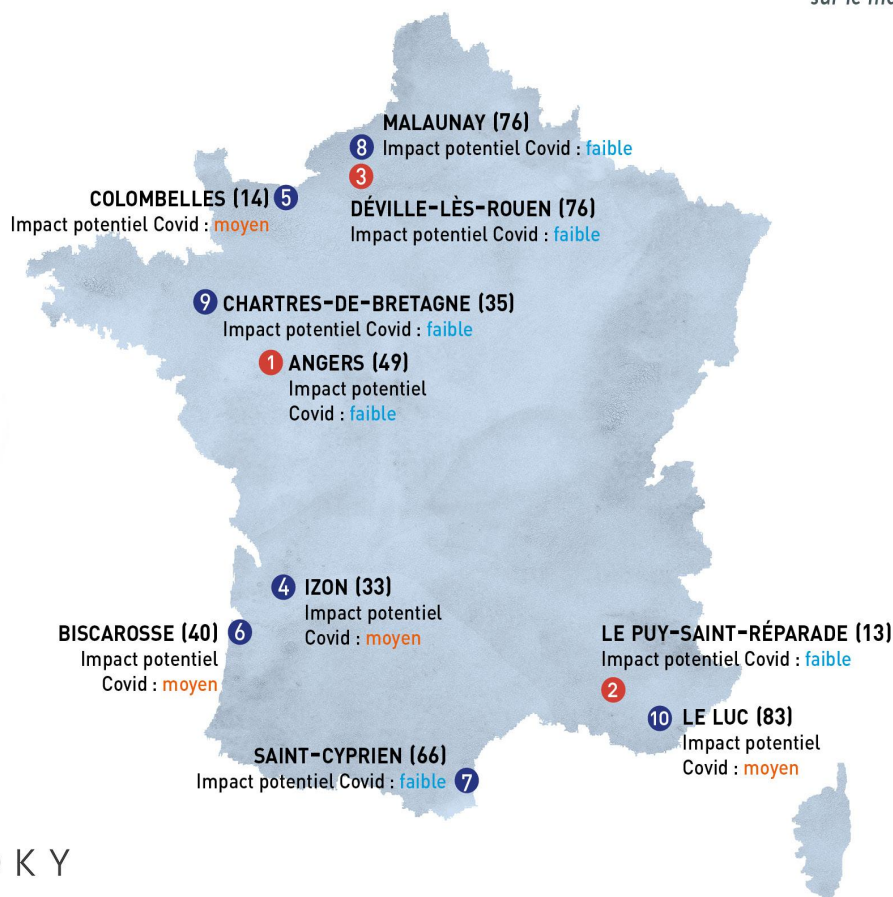 MALAUNAY (76)
8 Impact potentiel Covid : faible
3
COLOMBELLES (14) 5
Impact potentiel Covid : moyen
DÉVILLE-LÈS-ROUEN (76)
Impact potentiel Covid : faible
9 CHARTRES-DE-BRETAGNE (35)
Impact potentiel Covid : faible
1 ANGERS (49)
Impact potentiel
Covid : faible
4 IZON (33)
Impact potentiel
Covid : moyen
BISCAROSSE (40) 6
Impact potentiel
Covid : moyen
LE PUY-SAINT-RÉPARADE (13)
Impact potentiel Covid : faible
2
10 LE LUC (83)
Impact potentiel
Covid : moyen
SAINT-CYPRIEN (66)
Impact potentiel Covid : faible 7
K Y